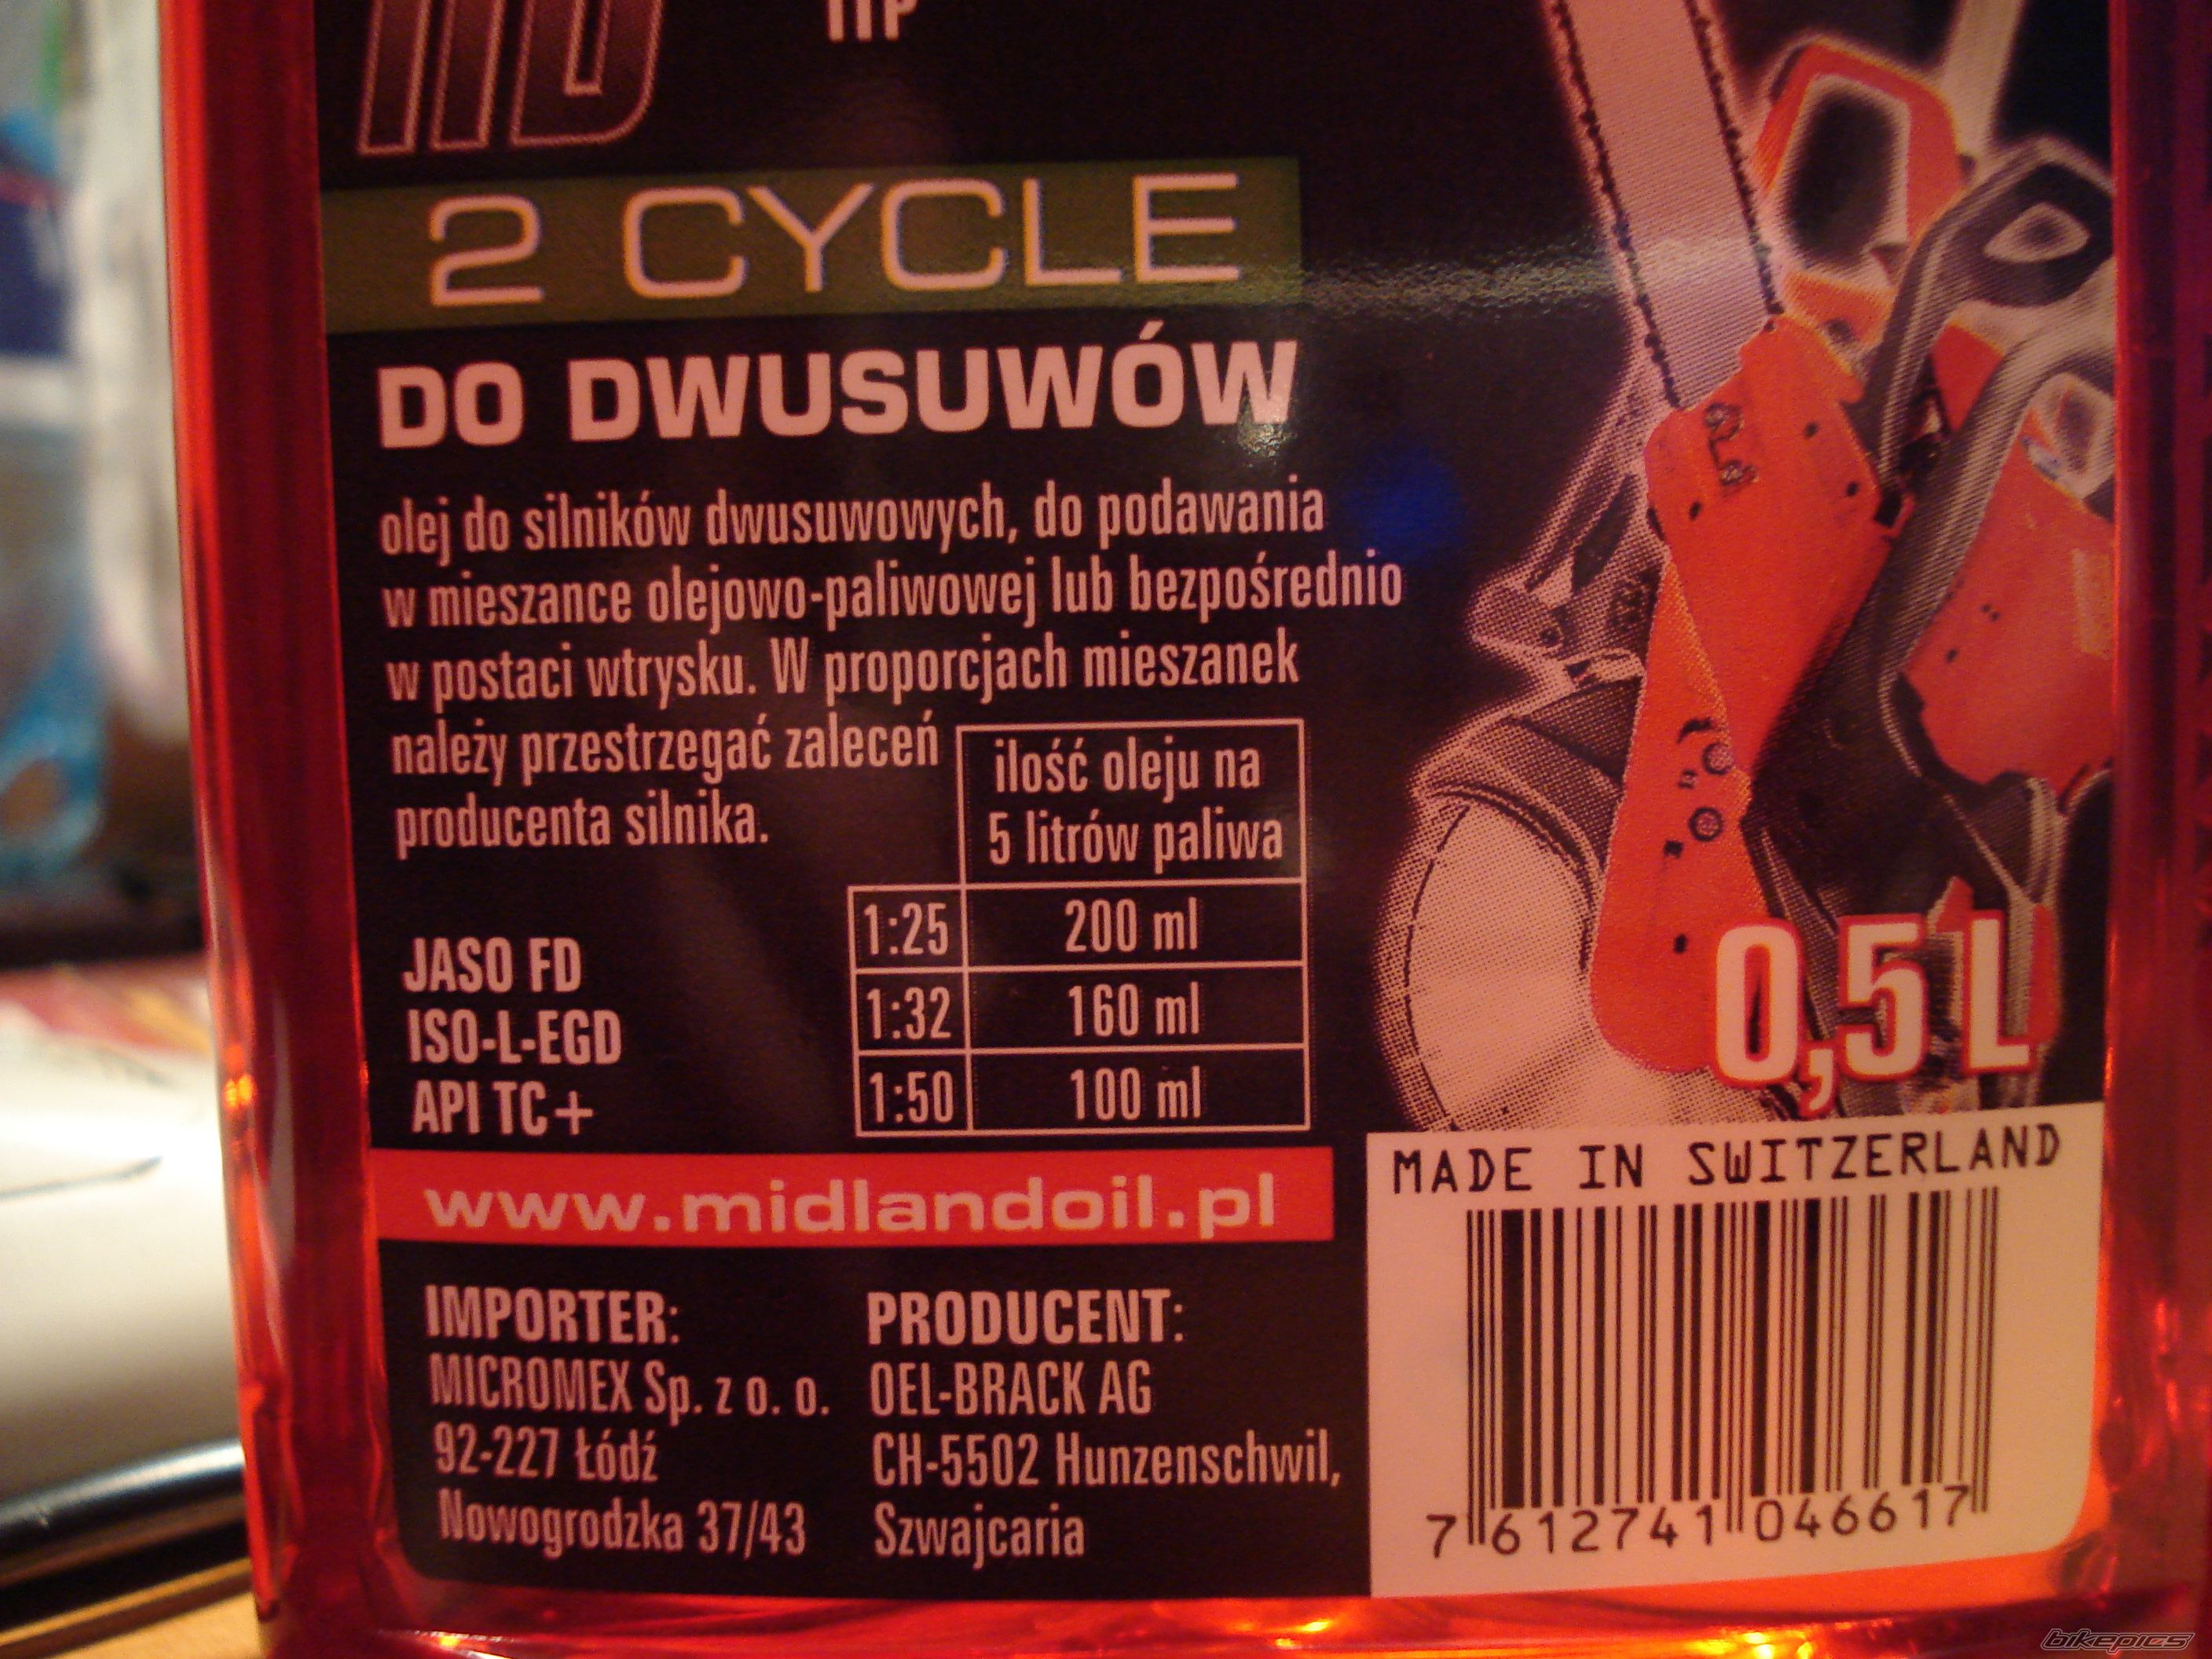 2 CYCLE
DO DWUSUWÓW
olej do silników dwusuwowych, do podawania
w mieszance olejowo-paliwowej lub bezpośrednio
w postaci wtrysku. W proporcjach mieszanek
należy przestrzegać zaleceń
producenta silnika.
ilość oleju na
5 litrów paliwa
1:25 200 ml
1:32 160 ml
1:50 100 ml
JASO FD
ISO-L-EGD
API TC+
0,5 L
www.midlandoil.pl
MADE IN SWITZERLAND
7 612741 046617
IMPORTER:
MICROMEX Sp. z o. o.
92-227 Łódź
Nowogrodzka 37/43
PRODUCENT:
OEL-BRACK AG
CH-5502 Hunzenschwil,
Szwajcaria
bikepics